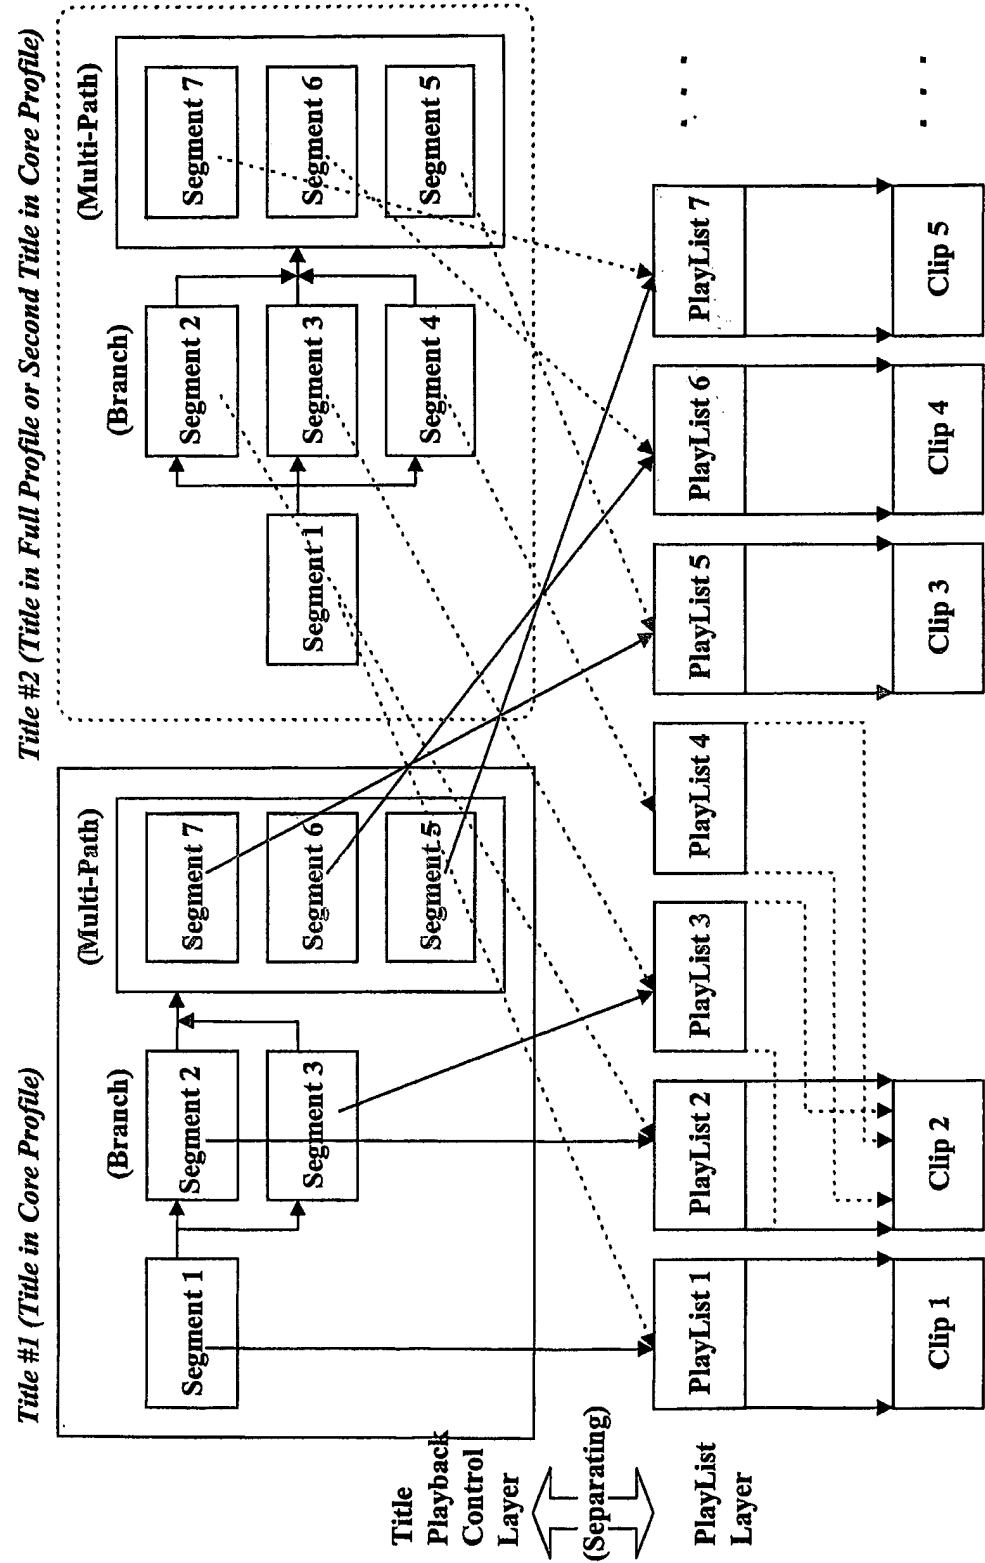 Title #1 (Title in Core Profile)
(Branch)
(Multi-Path)
Segment 1
Segment 2
Segment 3
Segment 7
Segment 6
Segment 5
Title #2 (Title in Full Profile or Second Title in Core Profile)
(Branch)
(Multi-Path)
Segment 1
Segment 2
Segment 3
Segment 4
Segment 7
Segment 6
Segment 5
Title
Playback
Control
Layer
(Separating)
PlayList
Layer
PlayList 1
PlayList 2
PlayList 3
PlayList 4
PlayList 5
PlayList 6
PlayList 7
. . .
Clip 1
Clip 2
Clip 3
Clip 4
Clip 5
. . .